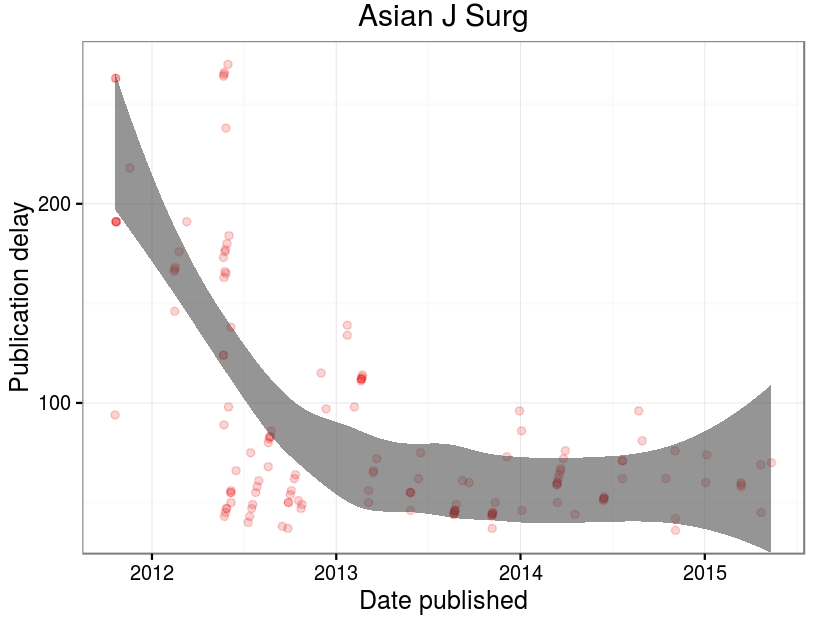 Asian J Surg
Publication delay
200
100
2012 2013 2014 2015
Date published